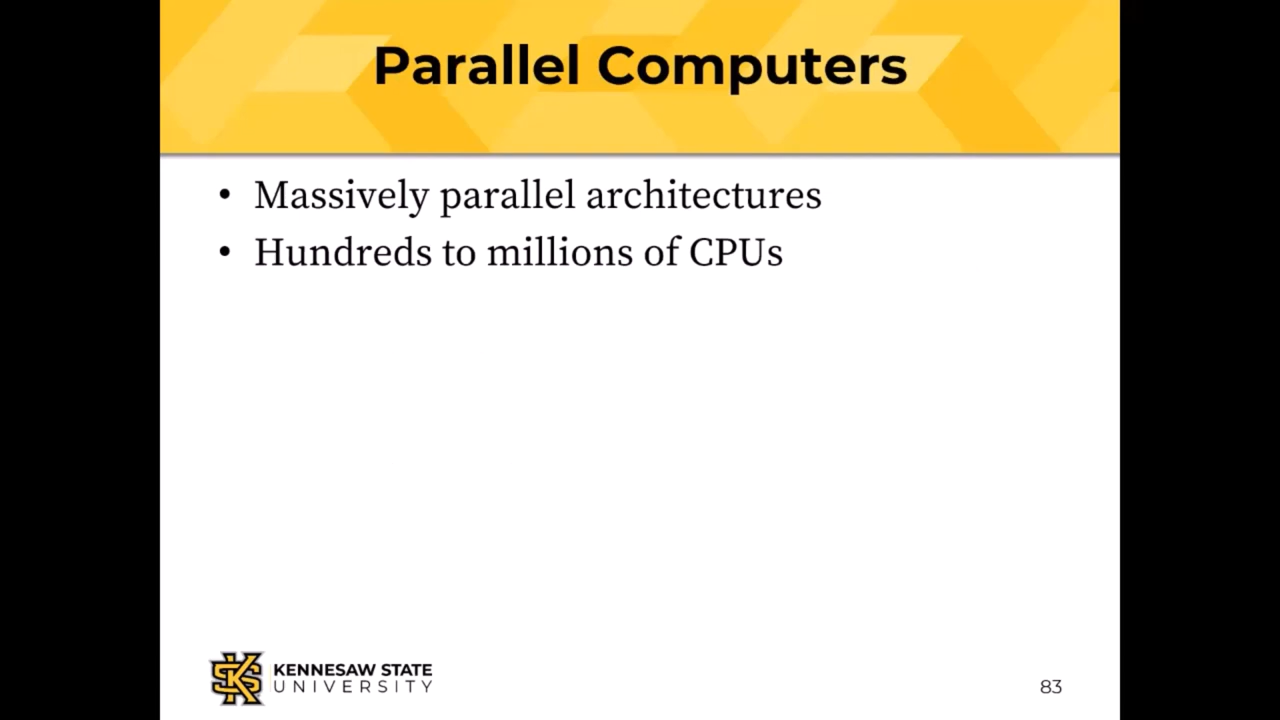 Parallel Computers
• Massively parallel architectures
• Hundreds to millions of CPUs
KENNESAW STATE
UNIVERSITY
83